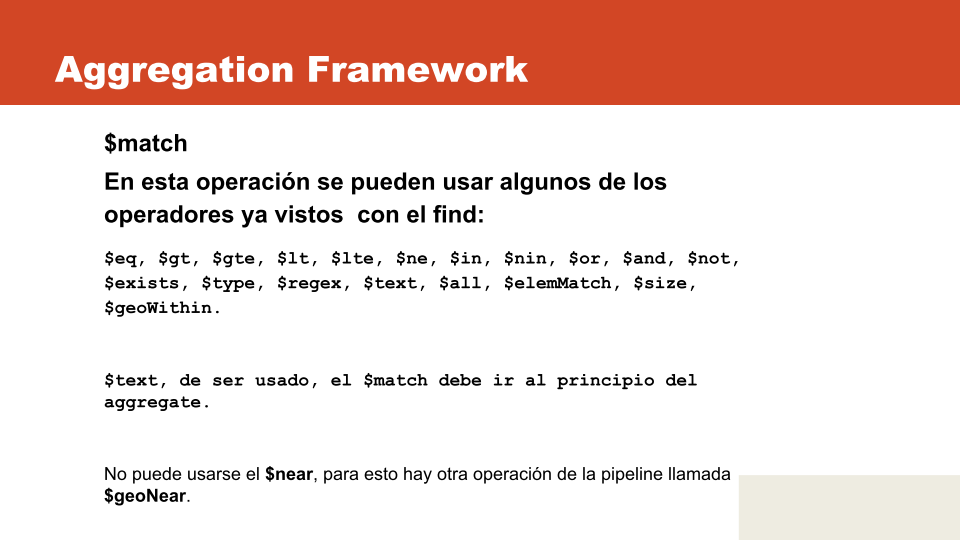 Aggregation Framework
$match
En esta operación se pueden usar algunos de los
operadores ya vistos  con el find:
$eq, $gt, $gte, $lt, $lte, $ne, $in, $nin, $or, $and, $not,
$exists, $type, $regex, $text, $all, $elemMatch, $size,
$geoWithin.
$text, de ser usado, el $match debe ir al principio del
aggregate.
No puede usarse el $near, para esto hay otra operación de la pipeline llamada
$geoNear.